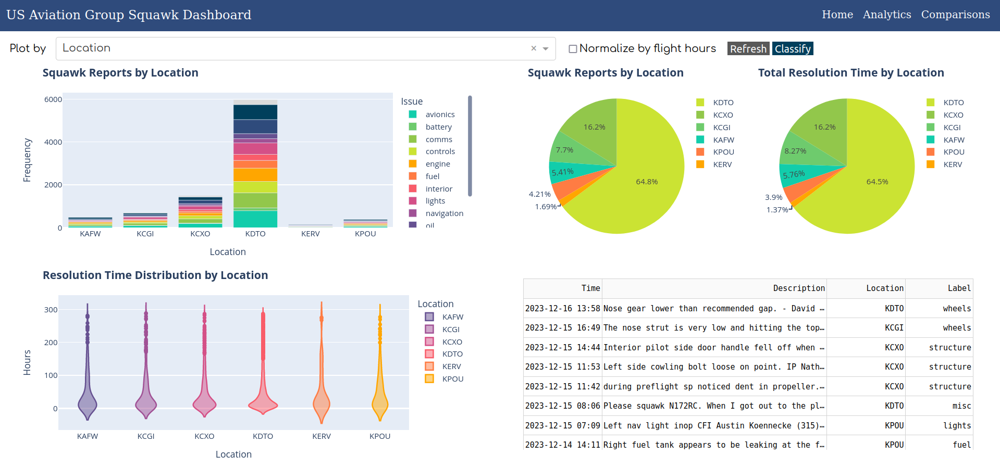 US Aviation Group Squawk Dashboard
Home Analytics Comparisons
Plot by Location × Normalize by flight hours Refresh Classify
Squawk Reports by Location
6000
4000
2000
0
Frequency
KAFW KCGI KCXO KDTO KERV KPOU
Location
Issue
avionics
battery
comms
controls
engine
fuel
interior
lights
navigation
oil
Squawk Reports by Location
16.2%
7.7%
5.41%
4.21%
1.69%
64.8%
KDTO
KCXO
KCGI
KAFW
KPOU
KERV
Total Resolution Time by Location
16.2%
8.27%
5.76%
3.9%
1.37%
64.5%
KDTO
KCXO
KCGI
KAFW
KPOU
KERV
Resolution Time Distribution by Location
300
200
100
0
Hours
KAFW KCGI KCXO KDTO KERV KPOU
Location
Location
KAFW
KCGI
KCXO
KDTO
KERV
KPOU
Time Description Location Label
2023-12-16 13:58 Nose gear lower than recommended gap. - David … KDTO wheels
2023-12-15 16:49 The nose strut is very low and hitting the top… KCGI wheels
2023-12-15 14:44 Interior pilot side door handle fell off when … KCXO structure
2023-12-15 11:53 Left side cowling bolt loose on point. IP Nath… KCXO structure
2023-12-15 11:42 during preflight sp noticed dent in propeller.… KCXO structure
2023-12-15 08:06 Please squawk N172RC. When I got out to the pl… KDTO misc
2023-12-15 07:09 Left nav light inop CFI Austin Koennecke (315)… KPOU lights
2023-12-14 14:11 Right fuel tank appears to be leaking at the f… KPOU fuel